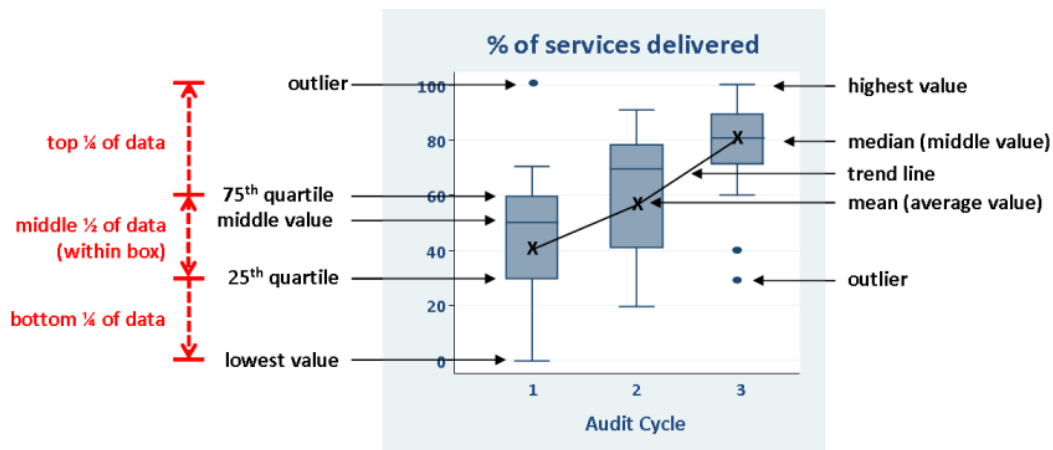 % of services delivered
outlier
100
highest value
top ¼ of data
80
median (middle value)
trend line
75th quartile
60
mean (average value)
middle ½ of data
(within box)
middle value
40
25th quartile
outlier
bottom ¼ of data
20
lowest value
0
X
X
X
1 2 3
Audit Cycle